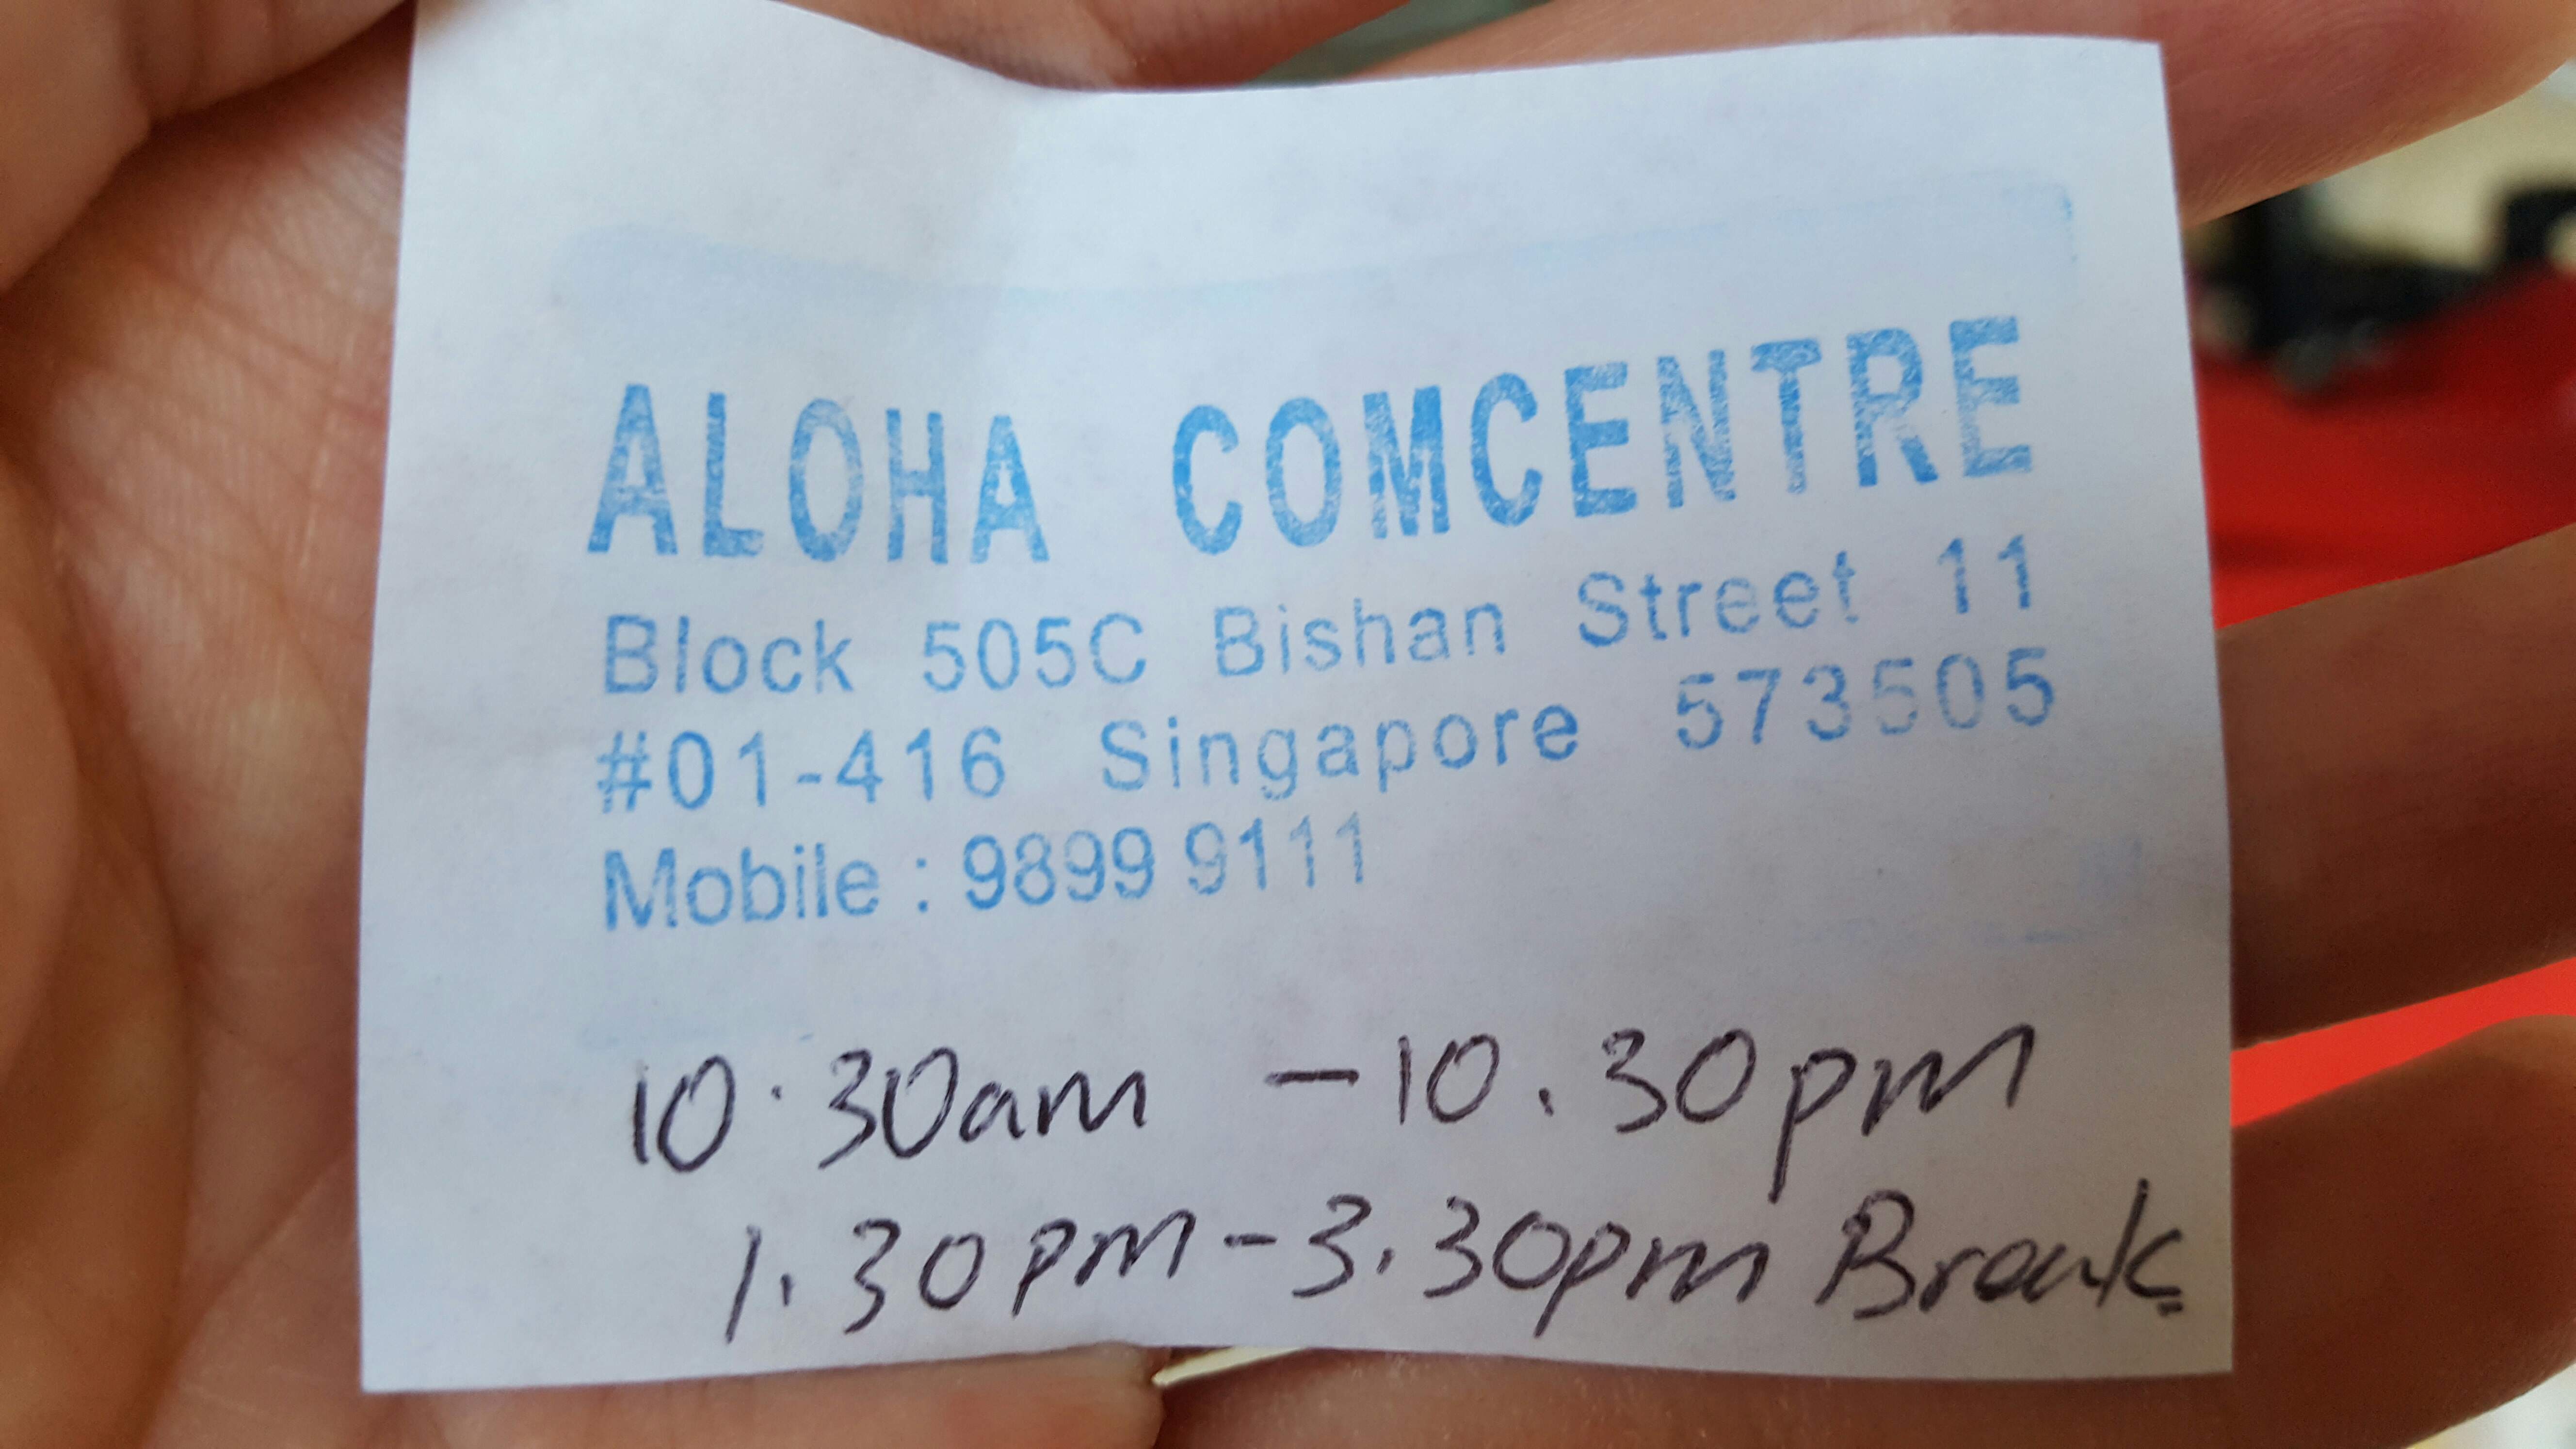 ALOHA COMCENTRE
Block 505C Bishan Street 11
#01-416 Singapore 573505
Mobile : 9899 9111
10.30am - 10.30pm
1.30pm - 3.30pm Break